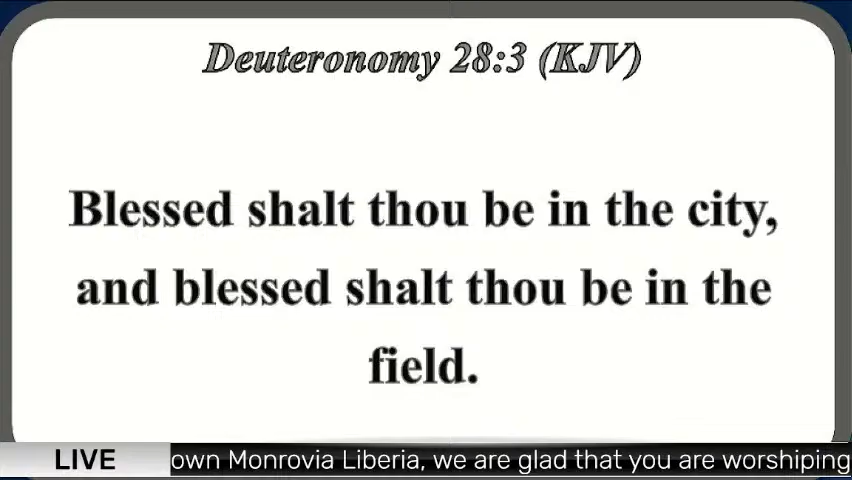 Deuteronomy 28:3 (KJV)
Blessed shalt thou be in the city,
and blessed shalt thou be in the
field.
LIVE
own Monrovia Liberia, we are glad that you are worshiping